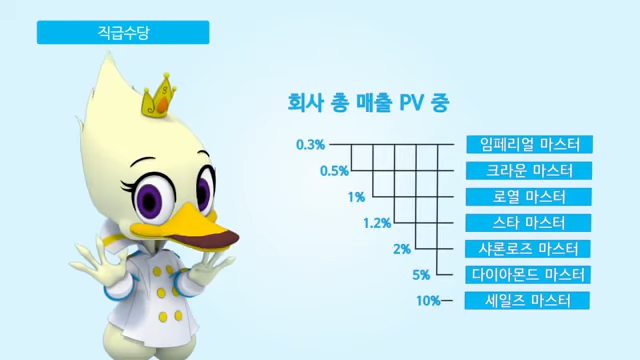 직급수당
회사 총 매출 PV 중
0.3% 임페리얼 마스터
0.5% 크라운 마스터
1% 로열 마스터
1.2% 스타 마스터
2% 샤론로즈 마스터
5% 다이아몬드 마스터
10% 세일즈 마스터